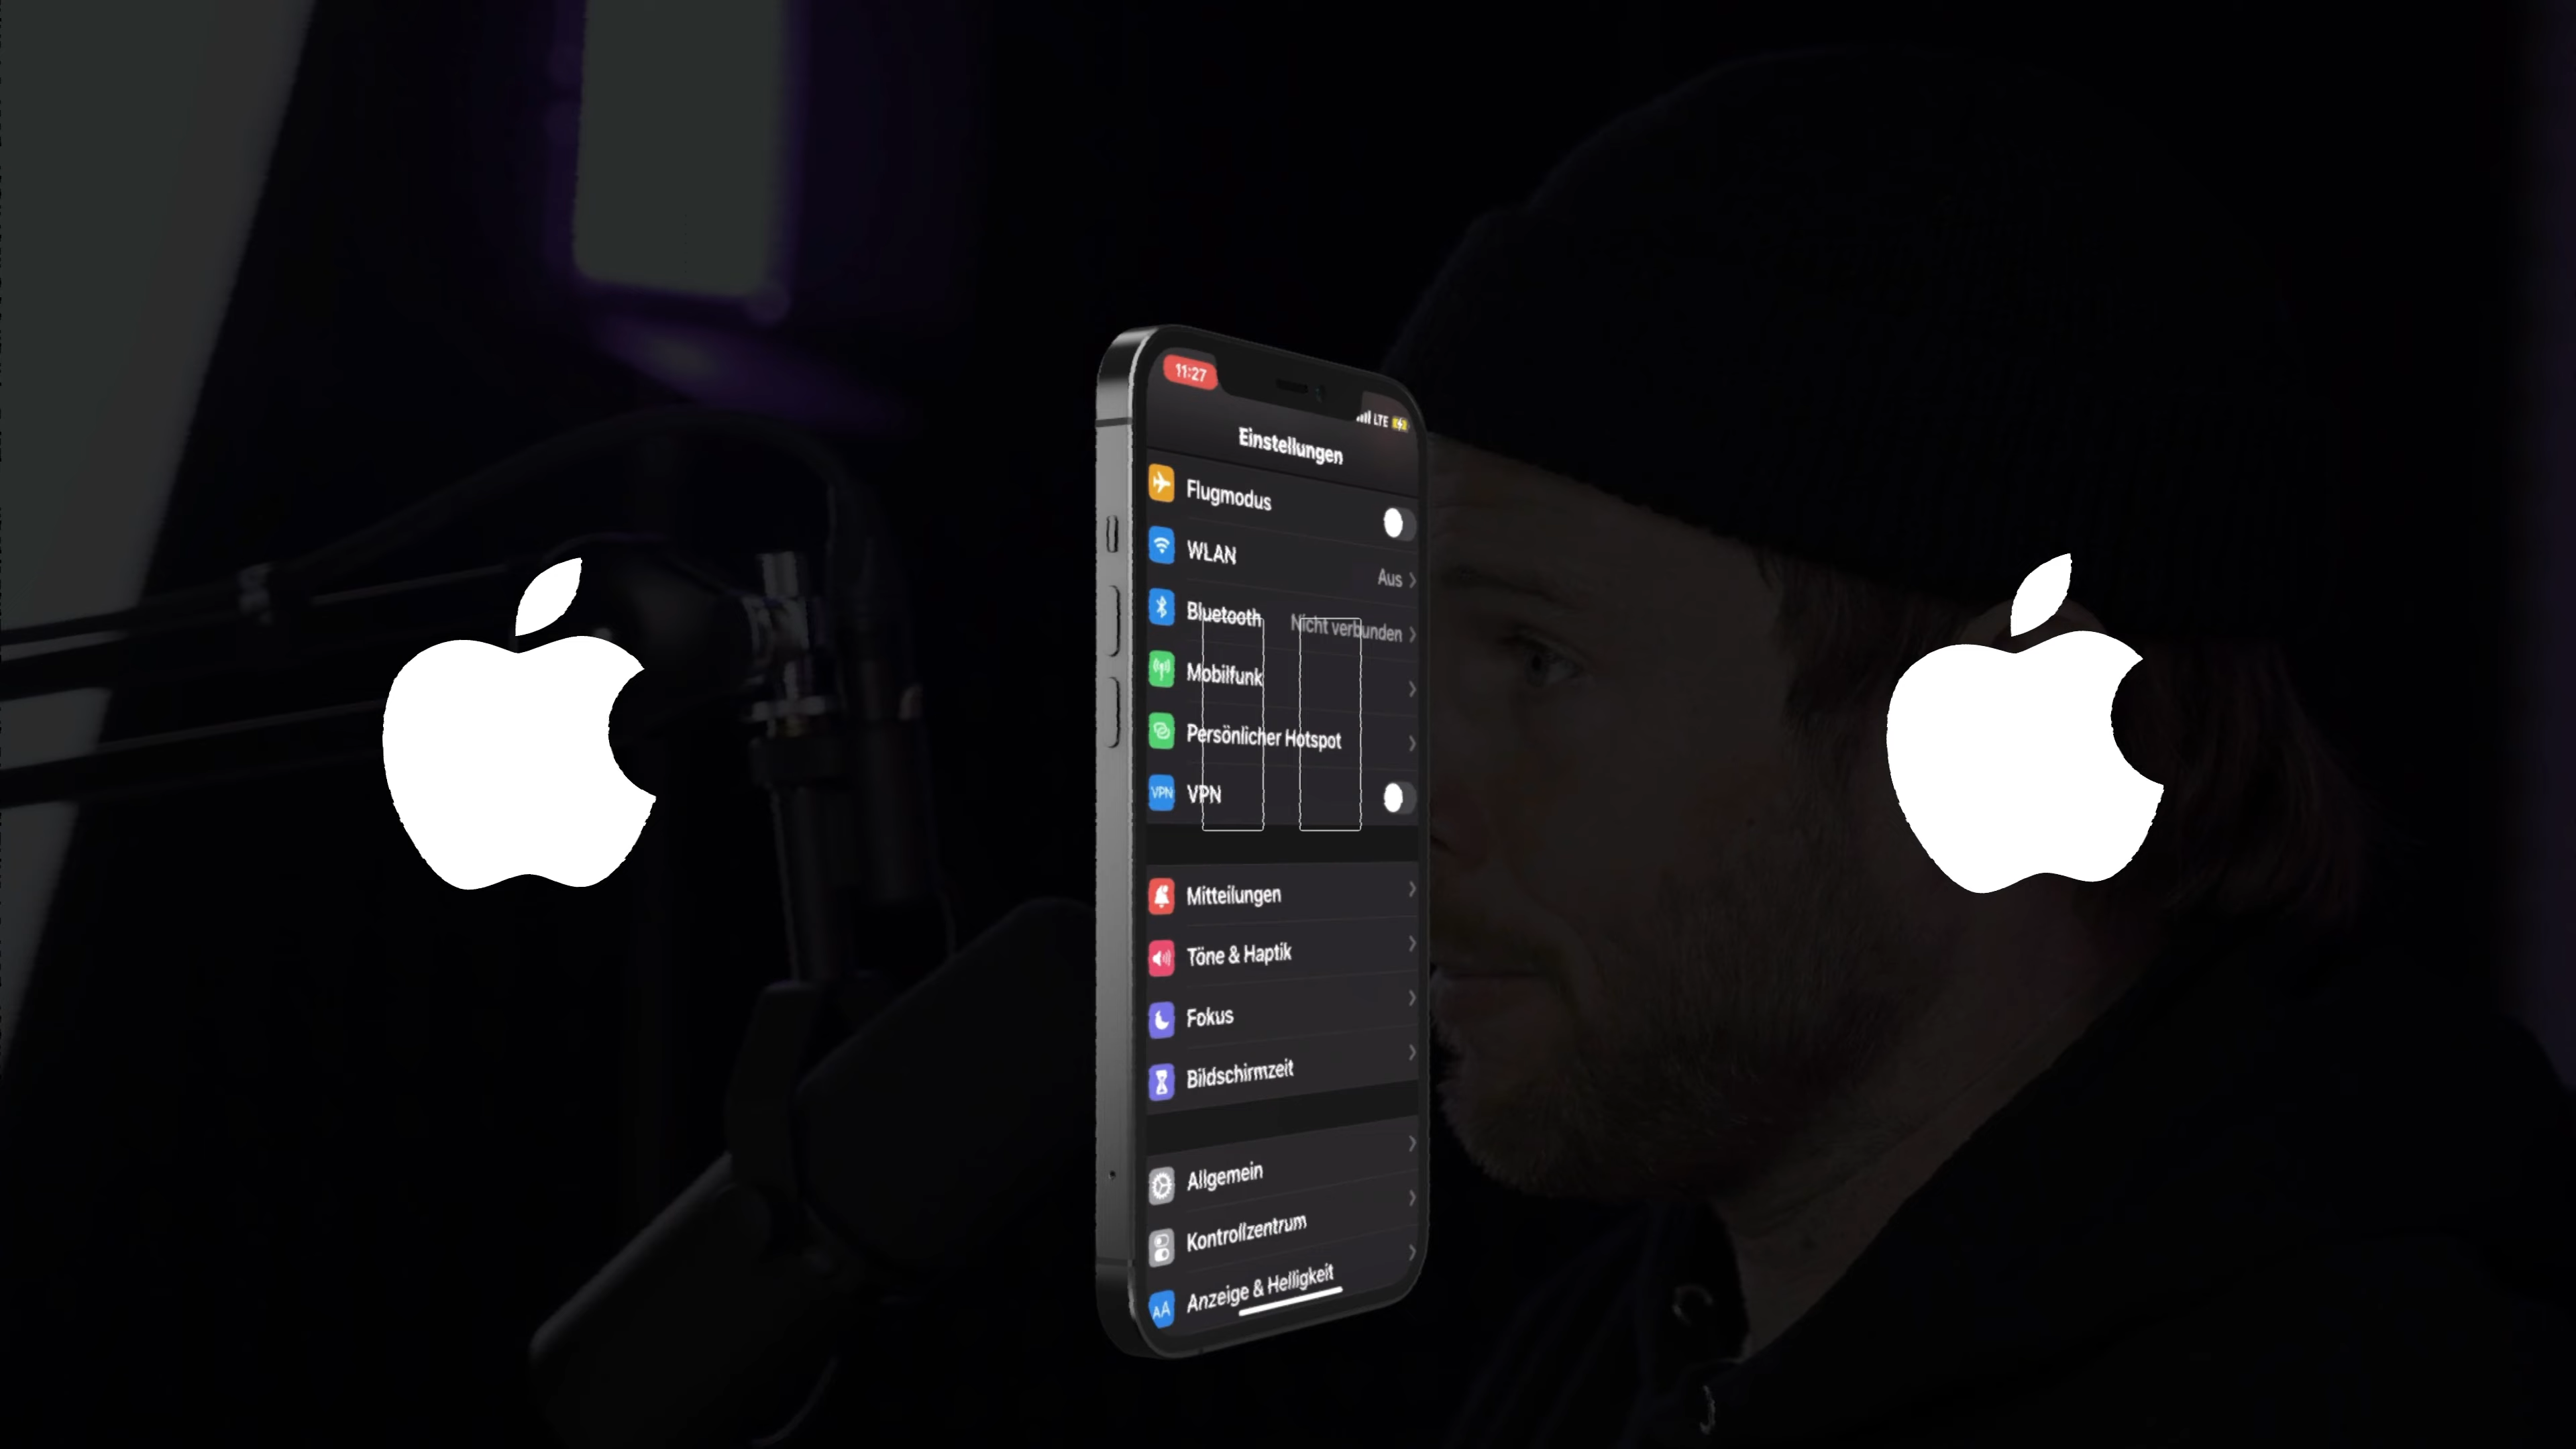 11:27
LTE
Einstellungen
Flugmodus
WLAN Aus
Bluetooth Nicht verbunden
Mobilfunk
Persönlicher Hotspot
VPN VPN
Mitteilungen
Töne & Haptik
Fokus
Bildschirmzeit
Allgemein
Kontrollzentrum
AA Anzeige & Helligkeit